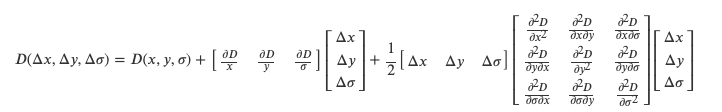 D(Δx, Δy, Δσ) = D(x, y, σ) + [ ∂D/x ∂D/y ∂D/σ ] [ Δx Δy Δσ ] + 1/2 [ Δx Δy Δσ ] [ ∂²D/∂x² ∂²D/∂x∂y ∂²D/∂x∂σ ; ∂²D/∂y∂x ∂²D/∂y² ∂²D/∂y∂σ ; ∂²D/∂σ∂x ∂²D/∂σ∂y ∂²D/∂σ² ] [ Δx Δy Δσ ]